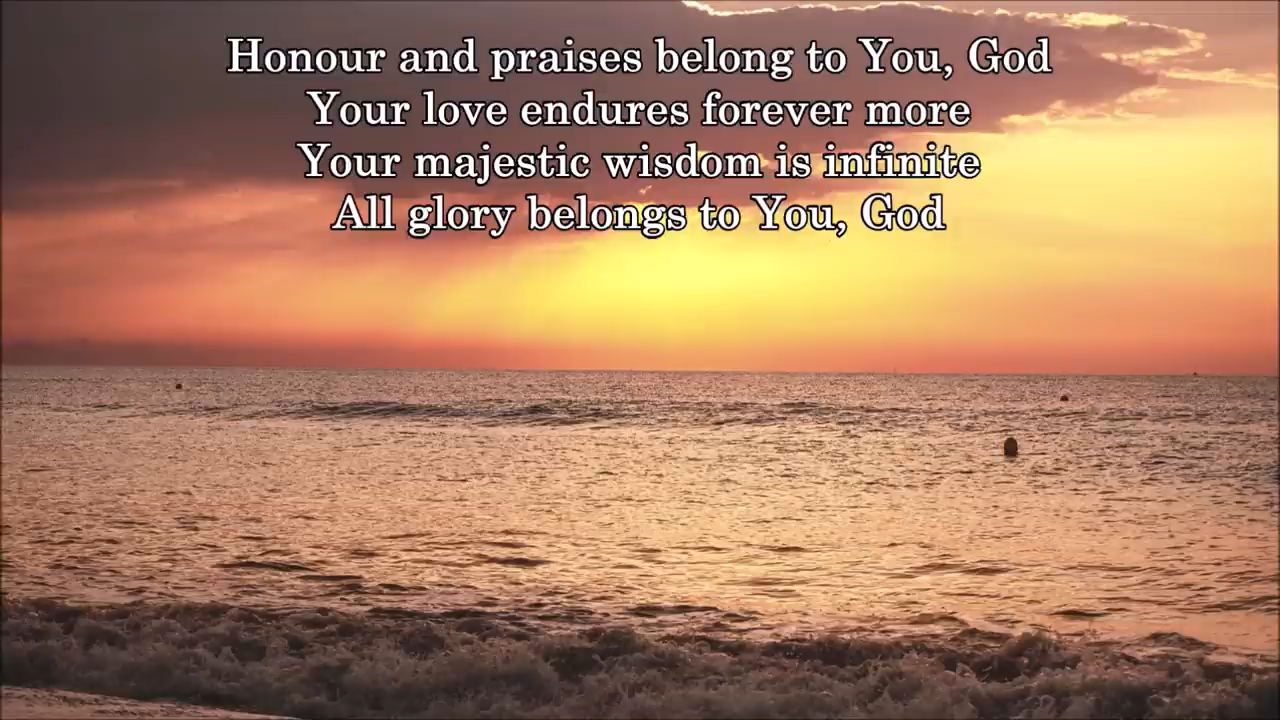 Honour and praises belong to You, God
Your love endures forever more
Your majestic wisdom is infinite
All glory belongs to You, God